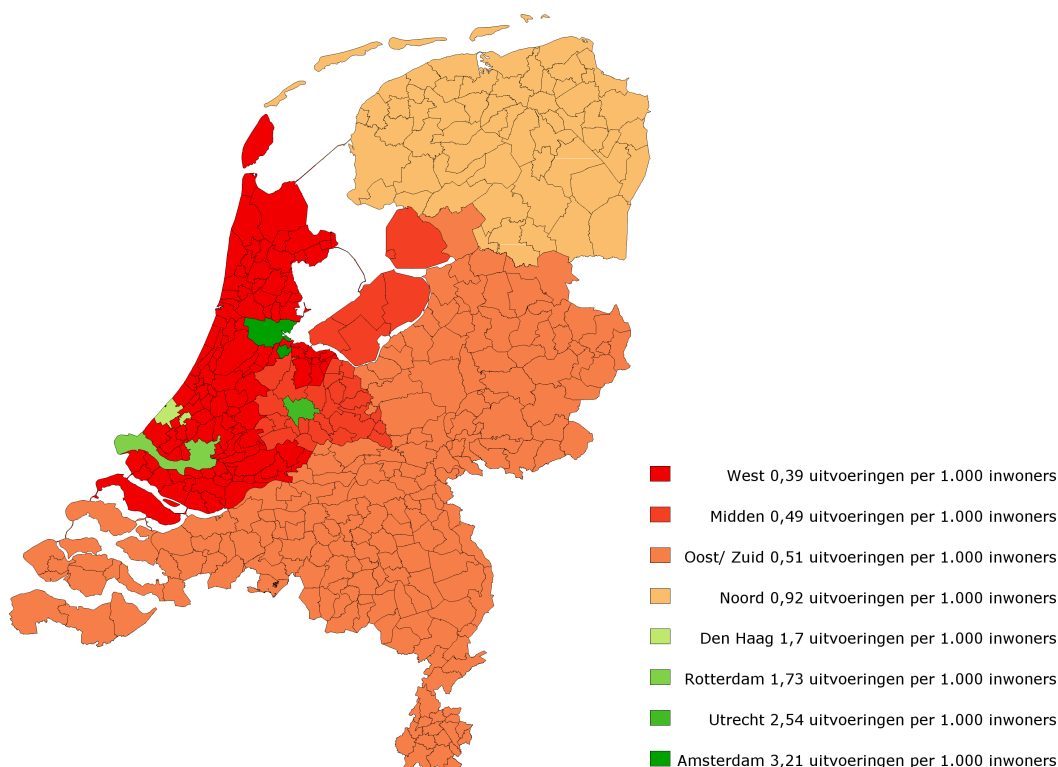 West 0,39 uitvoeringen per 1.000 inwoners
Midden 0,49 uitvoeringen per 1.000 inwoners
Oost/ Zuid 0,51 uitvoeringen per 1.000 inwoners
Noord 0,92 uitvoeringen per 1.000 inwoners
Den Haag 1,7 uitvoeringen per 1.000 inwoners
Rotterdam 1,73 uitvoeringen per 1.000 inwoners
Utrecht 2,54 uitvoeringen per 1.000 inwoners
Amsterdam 3,21 uitvoeringen per 1.000 inwoners